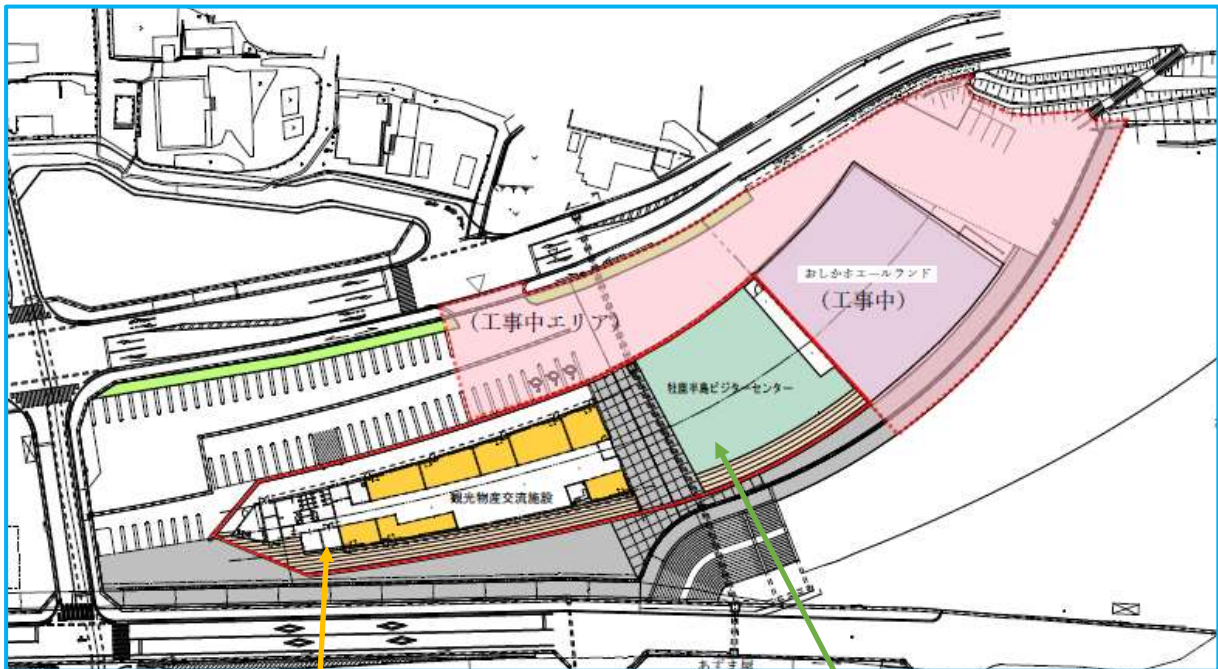 おしかホエールランド
(工事中)
(工事中エリア)
牡鹿半島ビジターセンター
観光物産交流施設
あずま屋